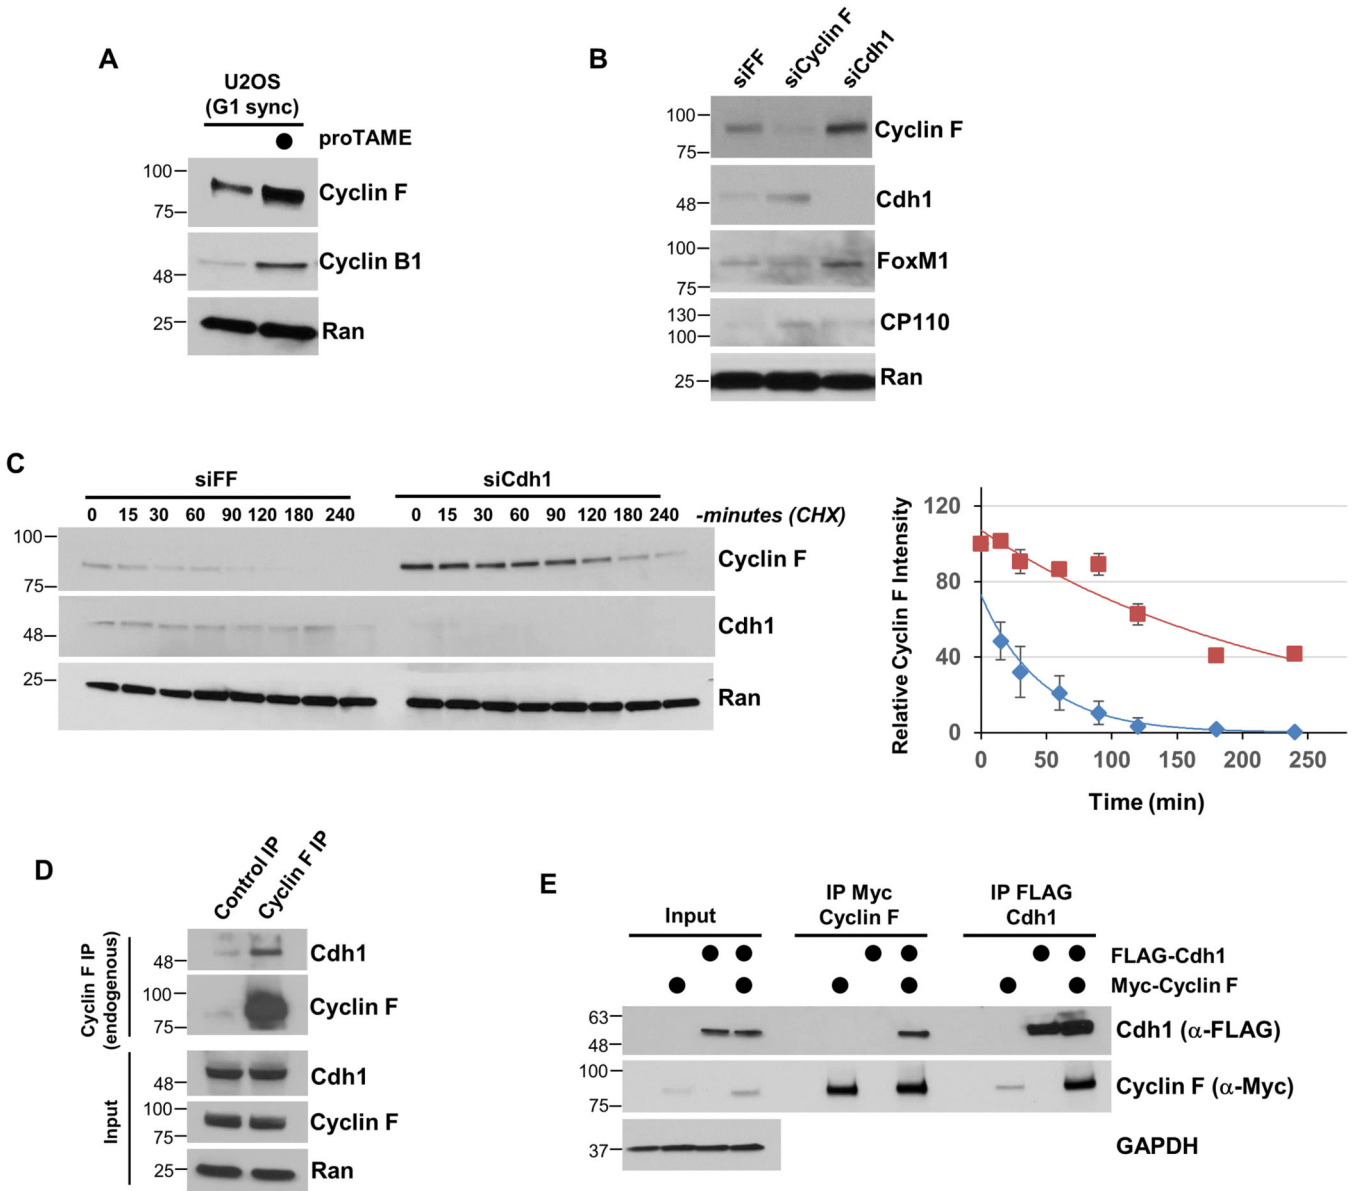 A
U2OS
(G1 sync)
proTAME
100
75
Cyclin F
48
Cyclin B1
25
Ran
B
siFF
siCyclin F
siCdh1
100
75
Cyclin F
48
Cdh1
100
75
FoxM1
130
100
CP110
25
Ran
C
siFF
siCdh1
0 15 30 60 90 120 180 240
0 15 30 60 90 120 180 240
-minutes (CHX)
100
75
Cyclin F
48
Cdh1
25
Ran
Relative Cyclin F Intensity
120
80
40
0
0 50 100 150 200 250
Time (min)
D
Control IP
Cyclin F IP
Cyclin F IP
(endogenous)
48
Cdh1
100
75
Cyclin F
Input
48
Cdh1
100
75
Cyclin F
25
Ran
E
Input
IP Myc
Cyclin F
IP FLAG
Cdh1
FLAG-Cdh1
Myc-Cyclin F
63
48
Cdh1 (α-FLAG)
100
75
Cyclin F (α-Myc)
37
GAPDH